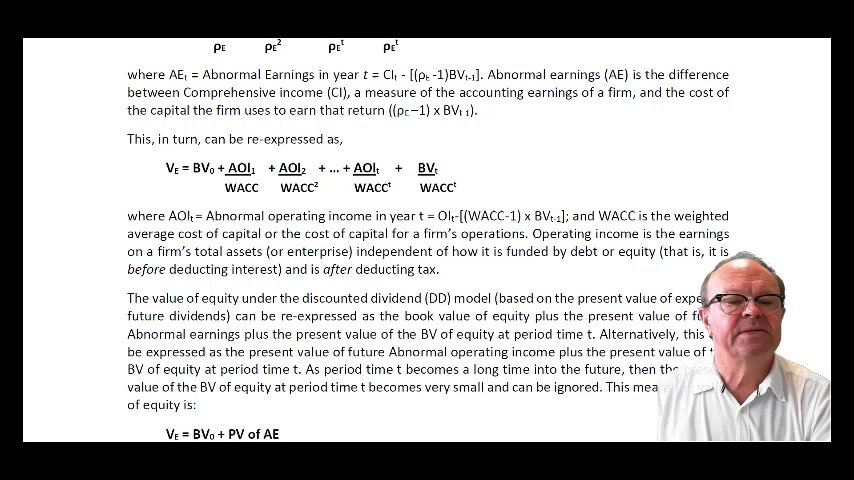 ρE ρE² ρEᵗ ρEᵗ
where AEt = Abnormal Earnings in year t = CIt - [(ρE -1)BVt-1]. Abnormal earnings (AE) is the difference
between Comprehensive income (CI), a measure of the accounting earnings of a firm, and the cost of
the capital the firm uses to earn that return ((ρE–1) x BVt-1).
This, in turn, can be re-expressed as,
VE = BV0 + AOI1 + AOI2 + ... + AOIt + BVt
WACC WACC² WACCᵗ WACCᵗ
where AOIt = Abnormal operating income in year t = OIt-[(WACC-1) x BVt-1]; and WACC is the weighted
average cost of capital or the cost of capital for a firm's operations. Operating income is the earnings
on a firm's total assets (or enterprise) independent of how it is funded by debt or equity (that is, it is
before deducting interest) and is after deducting tax.
The value of equity under the discounted dividend (DD) model (based on the present value of
future dividends) can be re-expressed as the book value of equity plus the present value of
Abnormal earnings plus the present value of the BV of equity at period time t. Alternatively, this
be expressed as the present value of future Abnormal operating income plus the present value of
BV of equity at period time t. As period time t becomes a long time into the future, then the
value of the BV of equity at period time t becomes very small and can be ignored. This
of equity is:
VE = BV0 + PV of AE